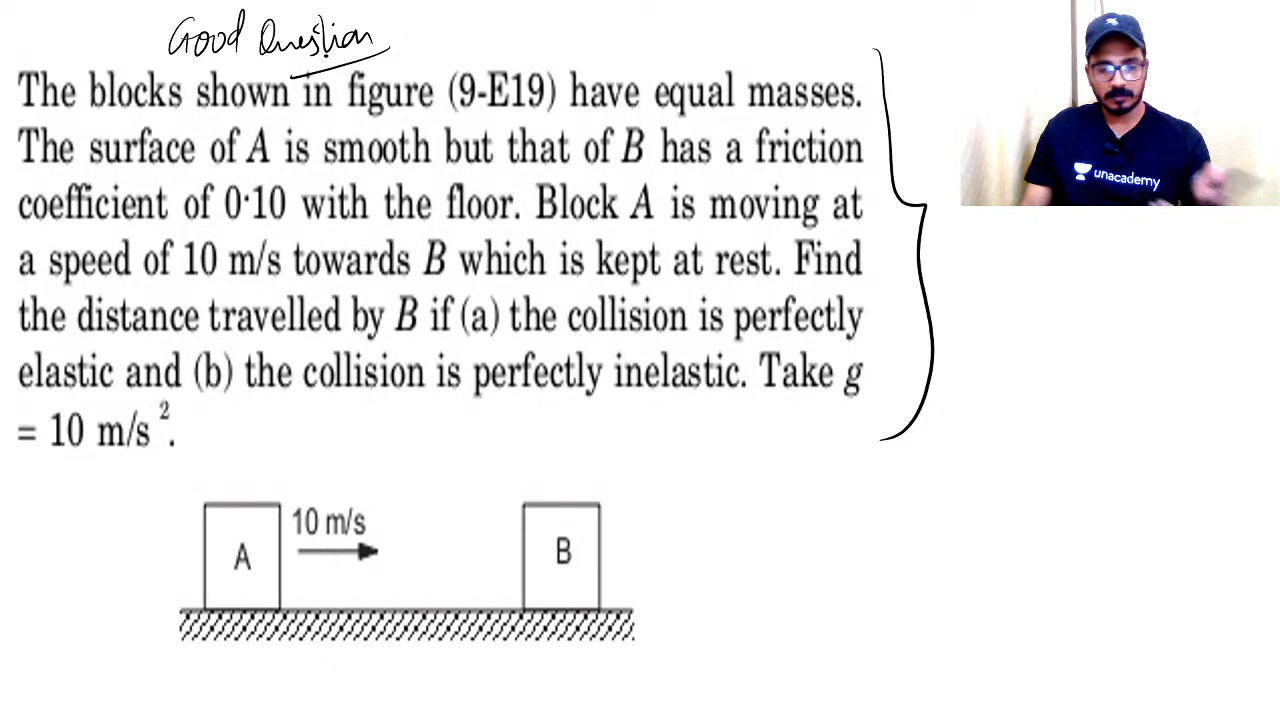 Good Question
The blocks shown in figure (9-E19) have equal masses.
The surface of A is smooth but that of B has a friction
coefficient of 0·10 with the floor. Block A is moving at
a speed of 10 m/s towards B which is kept at rest. Find
the distance travelled by B if (a) the collision is perfectly
elastic and (b) the collision is perfectly inelastic. Take g
= 10 m/s².
10 m/s
A
B
unacademy